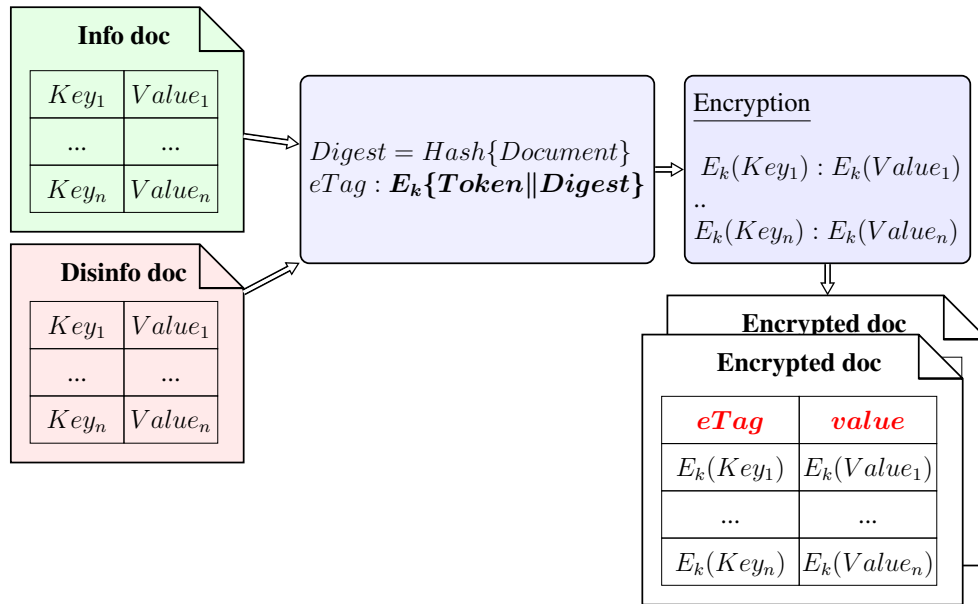 Info doc
Key₁ Value₁
... ...
Keyₙ Valueₙ
Disinfo doc
Key₁ Value₁
... ...
Keyₙ Valueₙ
Digest = Hash{Document}
eTag : Eₖ{Token||Digest}
Encryption
Eₖ(Key₁) : Eₖ(Value₁)
..
Eₖ(Keyₙ) : Eₖ(Valueₙ)
Encrypted doc
Encrypted doc
eTag value
Eₖ(Key₁) Eₖ(Value₁)
... ...
Eₖ(Keyₙ) Eₖ(Valueₙ)